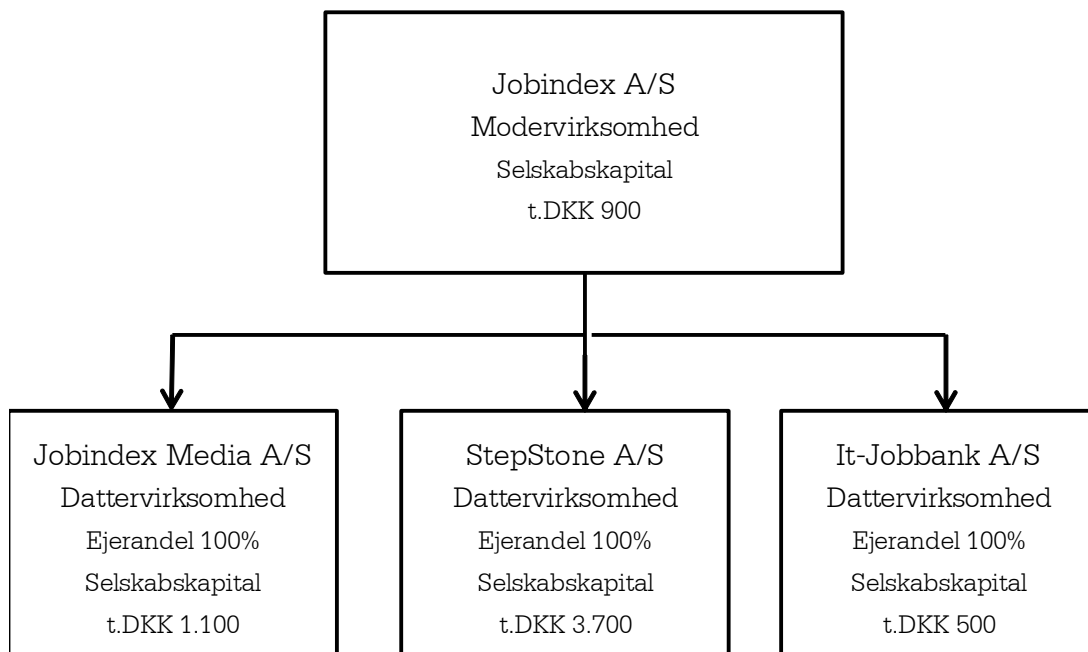 Jobindex A/S
Modervirksomhed
Selskabskapital
t.DKK 900
Jobindex Media A/S
Dattervirksomhed
Ejerandel 100%
Selskabskapital
t.DKK 1.100
StepStone A/S
Dattervirksomhed
Ejerandel 100%
Selskabskapital
t.DKK 3.700
It-Jobbank A/S
Dattervirksomhed
Ejerandel 100%
Selskabskapital
t.DKK 500